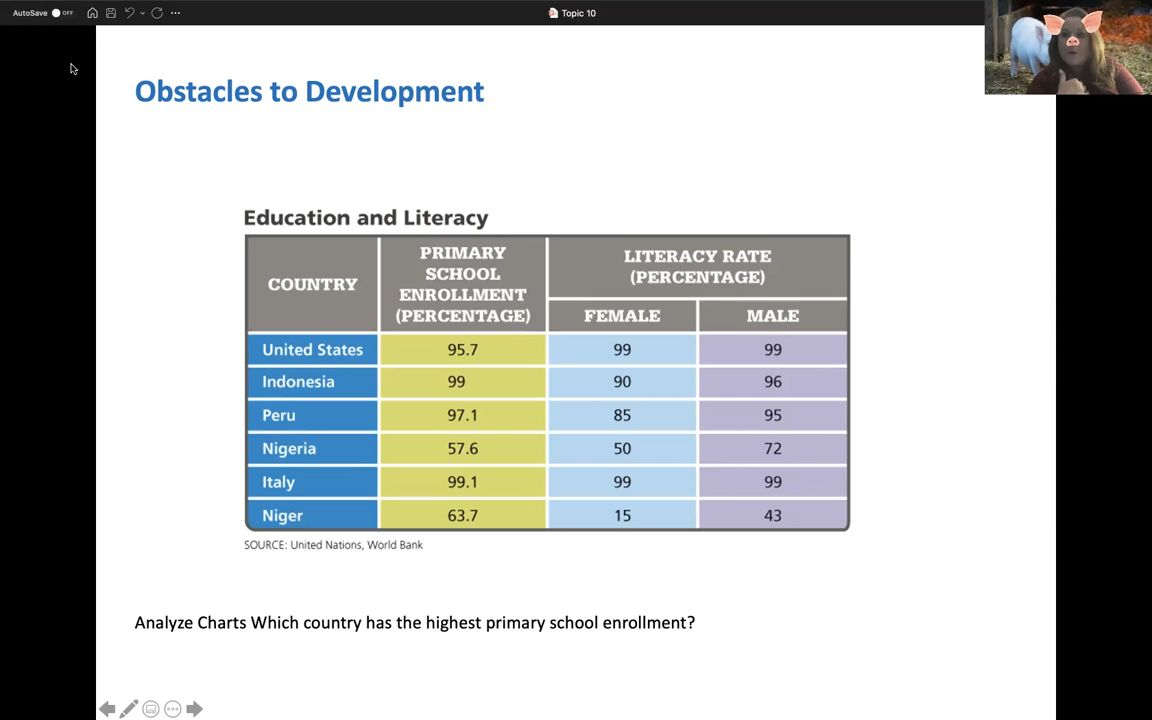 AutoSave OFF
Topic 10
Obstacles to Development
Education and Literacy
COUNTRY
PRIMARY
SCHOOL
ENROLLMENT
(PERCENTAGE)
LITERACY RATE
(PERCENTAGE)
FEMALE
MALE
United States 95.7 99 99
Indonesia 99 90 96
Peru 97.1 85 95
Nigeria 57.6 50 72
Italy 99.1 99 99
Niger 63.7 15 43
SOURCE: United Nations, World Bank
Analyze Charts Which country has the highest primary school enrollment?